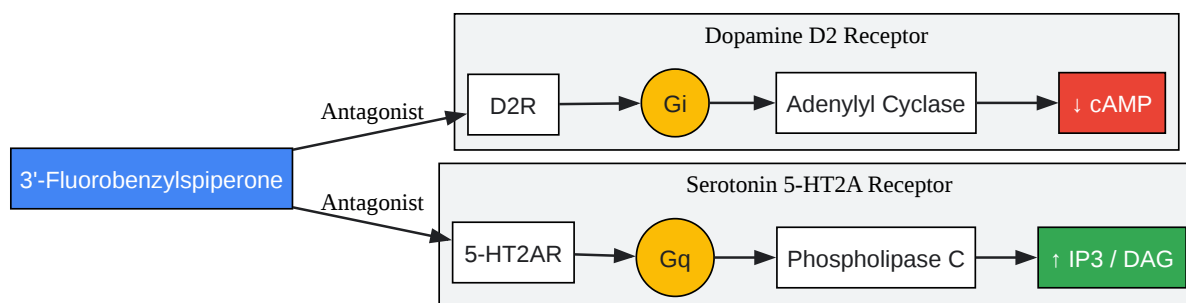 Dopamine D2 Receptor
Antagonist
D2R
Gi
Adenylyl Cyclase
↓ cAMP
3'-Fluorobenzylspiperone
Serotonin 5-HT2A Receptor
Antagonist
5-HT2AR
Gq
Phospholipase C
↑ IP3 / DAG